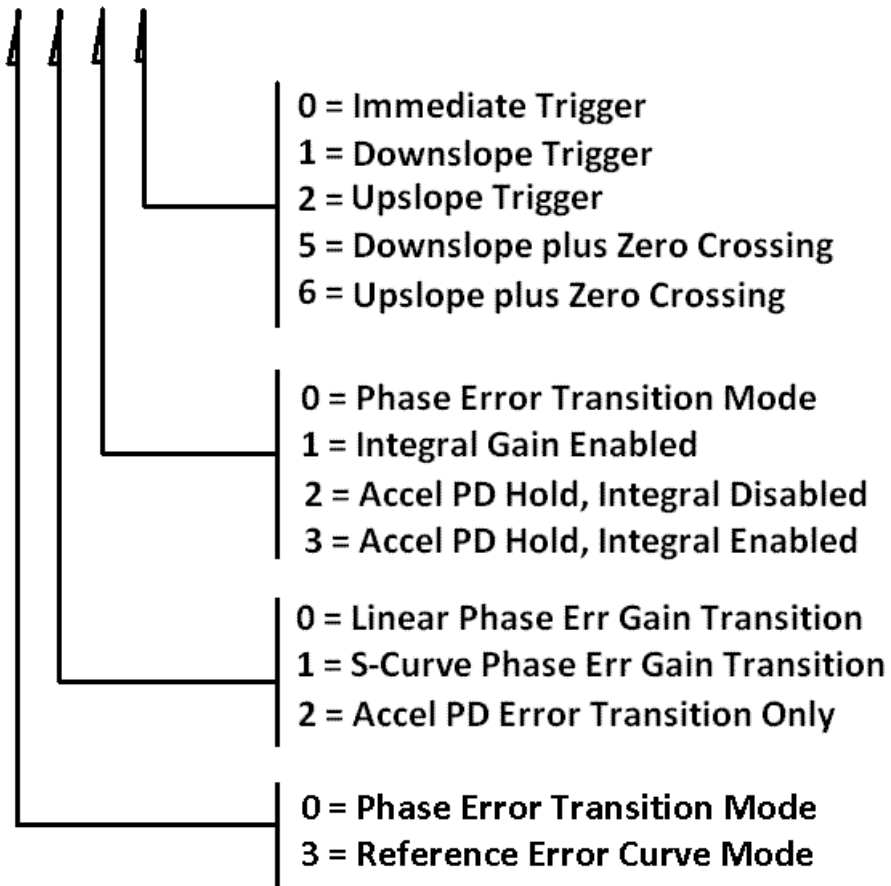 0 = Immediate Trigger
1 = Downslope Trigger
2 = Upslope Trigger
5 = Downslope plus Zero Crossing
6 = Upslope plus Zero Crossing
0 = Phase Error Transition Mode
1 = Integral Gain Enabled
2 = Accel PD Hold, Integral Disabled
3 = Accel PD Hold, Integral Enabled
0 = Linear Phase Err Gain Transition
1 = S-Curve Phase Err Gain Transition
2 = Accel PD Error Transition Only
0 = Phase Error Transition Mode
3 = Reference Error Curve Mode